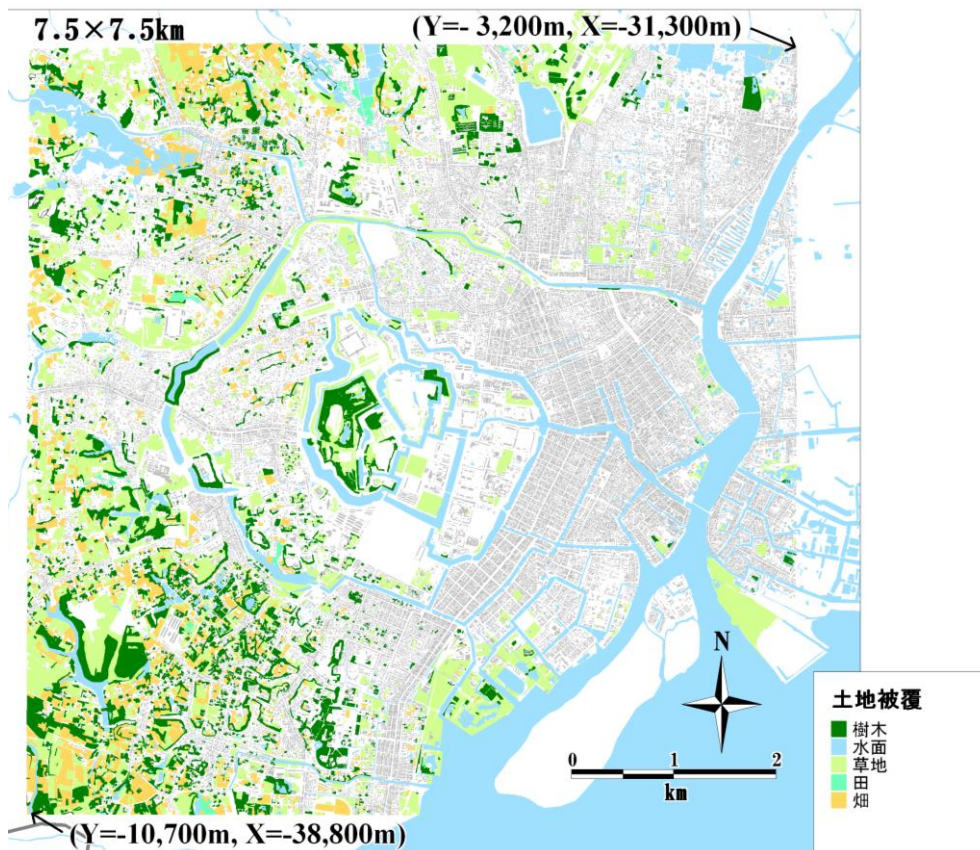 7.5×7.5km
(Y=- 3,200m, X=-31,300m)
N
0 1 2
km
土地被覆
樹木
水面
草地
田
畑
(Y=-10,700m, X=-38,800m)